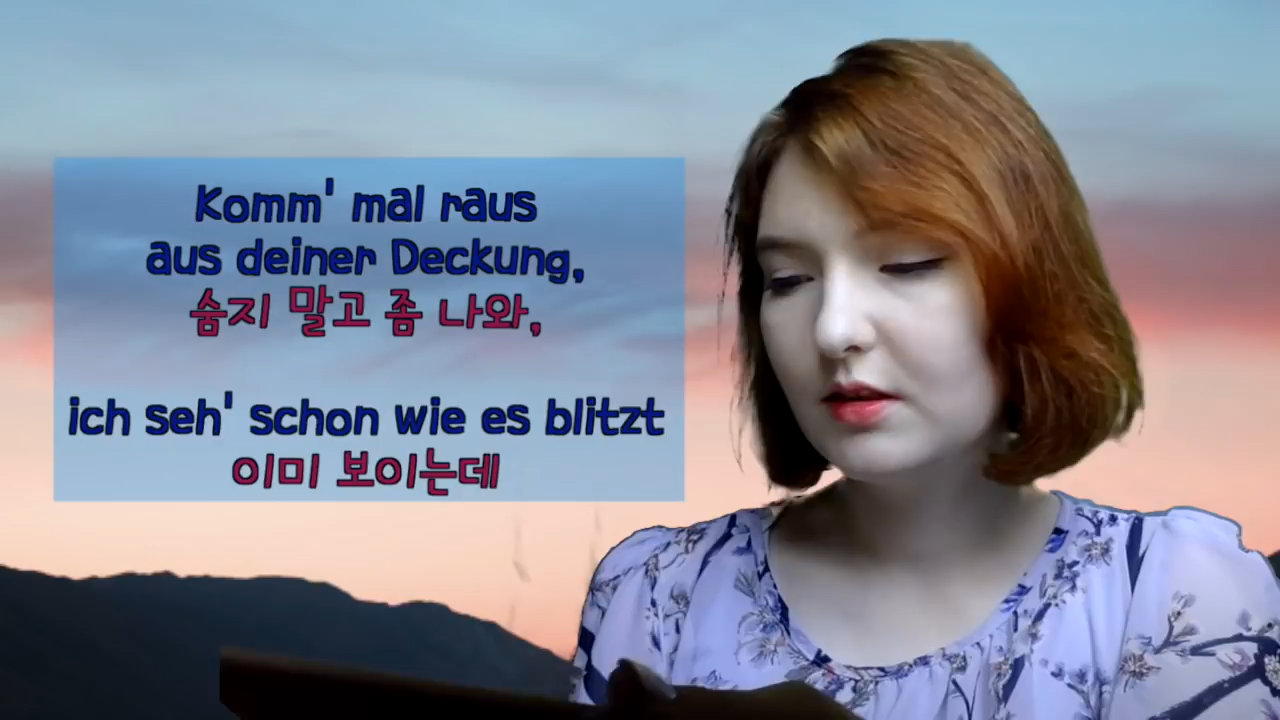 Komm' mal raus
aus deiner Deckung,
숨지 말고 좀 나와,
ich seh' schon wie es blitzt
이미 보이는데